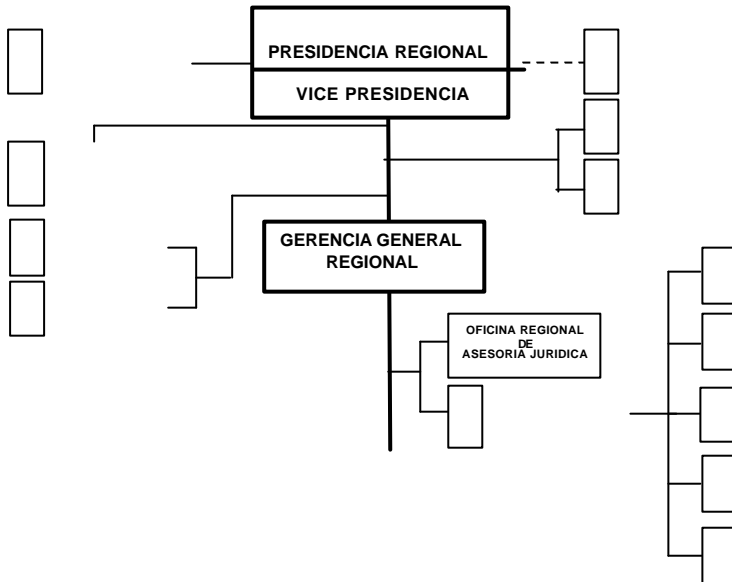 PRESIDENCIA REGIONAL
VICE PRESIDENCIA
GERENCIA GENERAL
REGIONAL
OFICINA REGIONAL
DE
ASESORIA JURIDICA